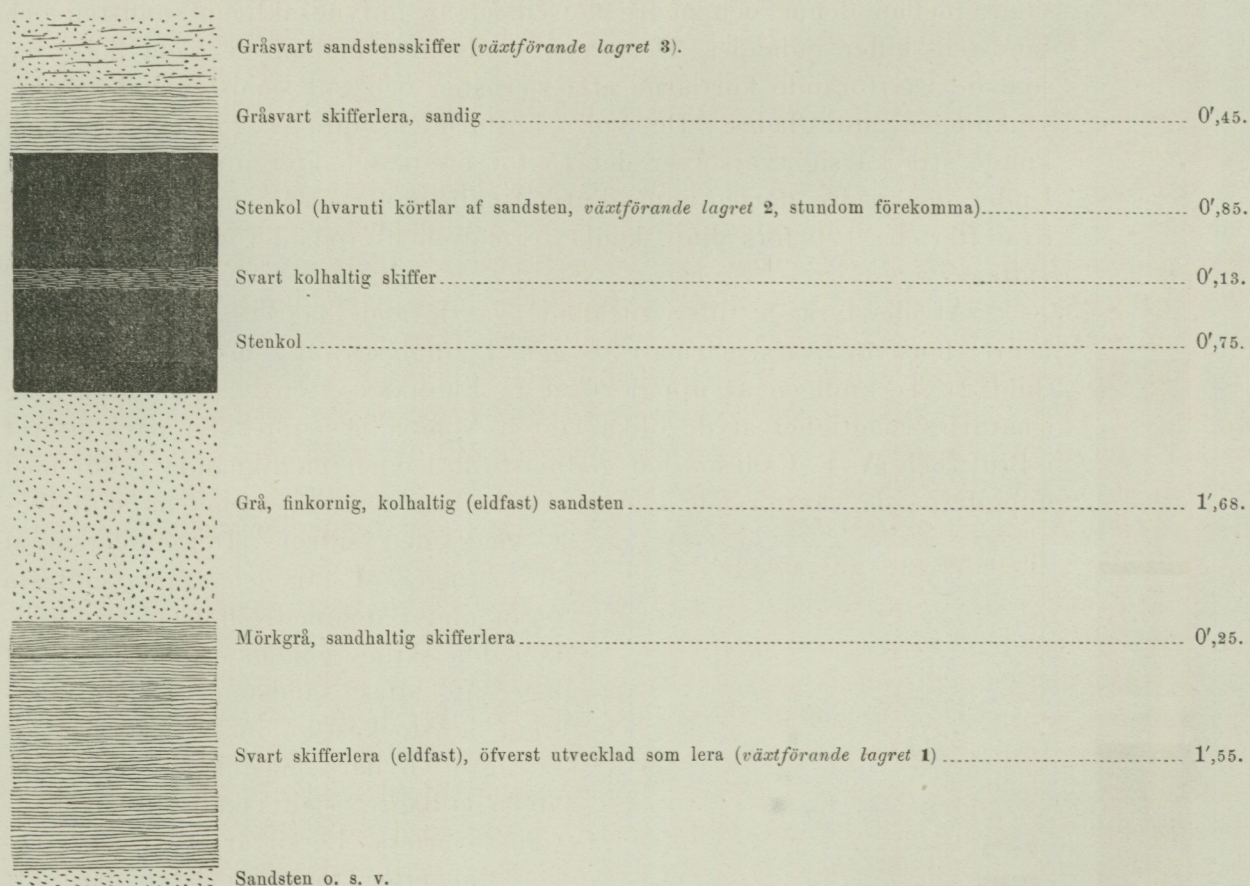 Gråsvart sandstensskiffer (växtförande lagret 3).
Gråsvart skifferlera, sandig 0′,45.
Stenkol (hvaruti körtlar af sandsten, växtförande lagret 2, stundom förekomma) 0′,85.
Svart kolhaltig skiffer 0′,13.
Stenkol 0′,75.
Grå, finkornig, kolhaltig (eldfast) sandsten 1′,68.
Mörkgrå, sandhaltig skifferlera 0′,25.
Svart skifferlera (eldfast), öfverst utvecklad som lera (växtförande lagret 1) 1′,55.
Sandsten o. s. v.